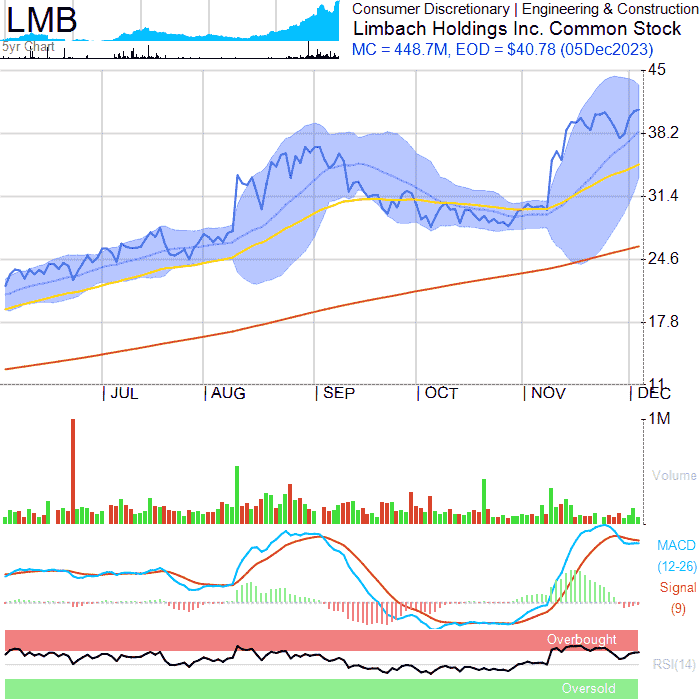 LMB
5yr Chart
Consumer Discretionary | Engineering & Construction
Limbach Holdings Inc. Common Stock
MC = 448.7M, EOD = $40.78 (05Dec2023)
45
38.2
31.4
24.6
17.8
11
JUL AUG SEP OCT NOV DEC
1M
Volume
MACD
(12-26)
Signal
(9)
Overbought
RSI(14)
Oversold